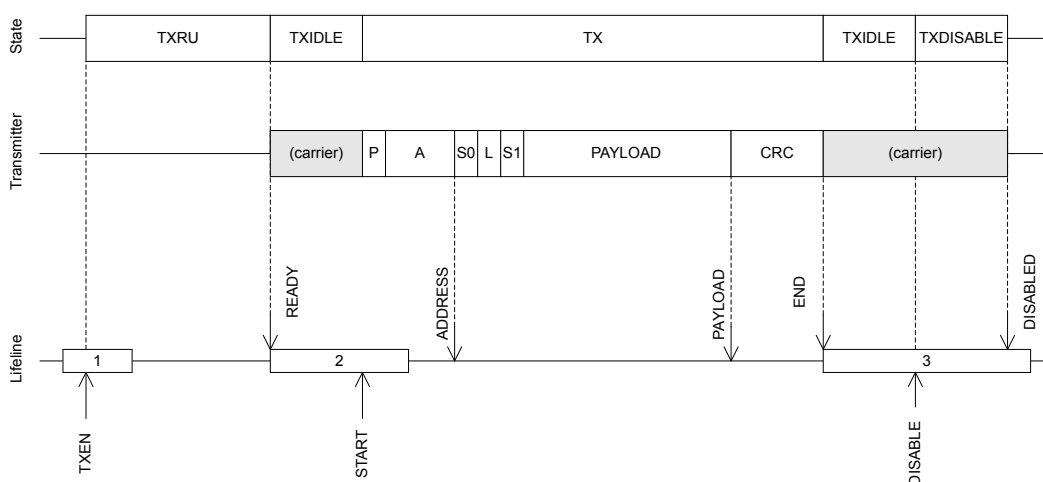 State
TXRU TXIDLE TX TXIDLE TXDISABLE
Transmitter
(carrier) P A S0 L S1 PAYLOAD CRC (carrier)
READY
ADDRESS
PAYLOAD
END
DISABLED
Lifeline
1 2 3
TXEN
START
DISABLE